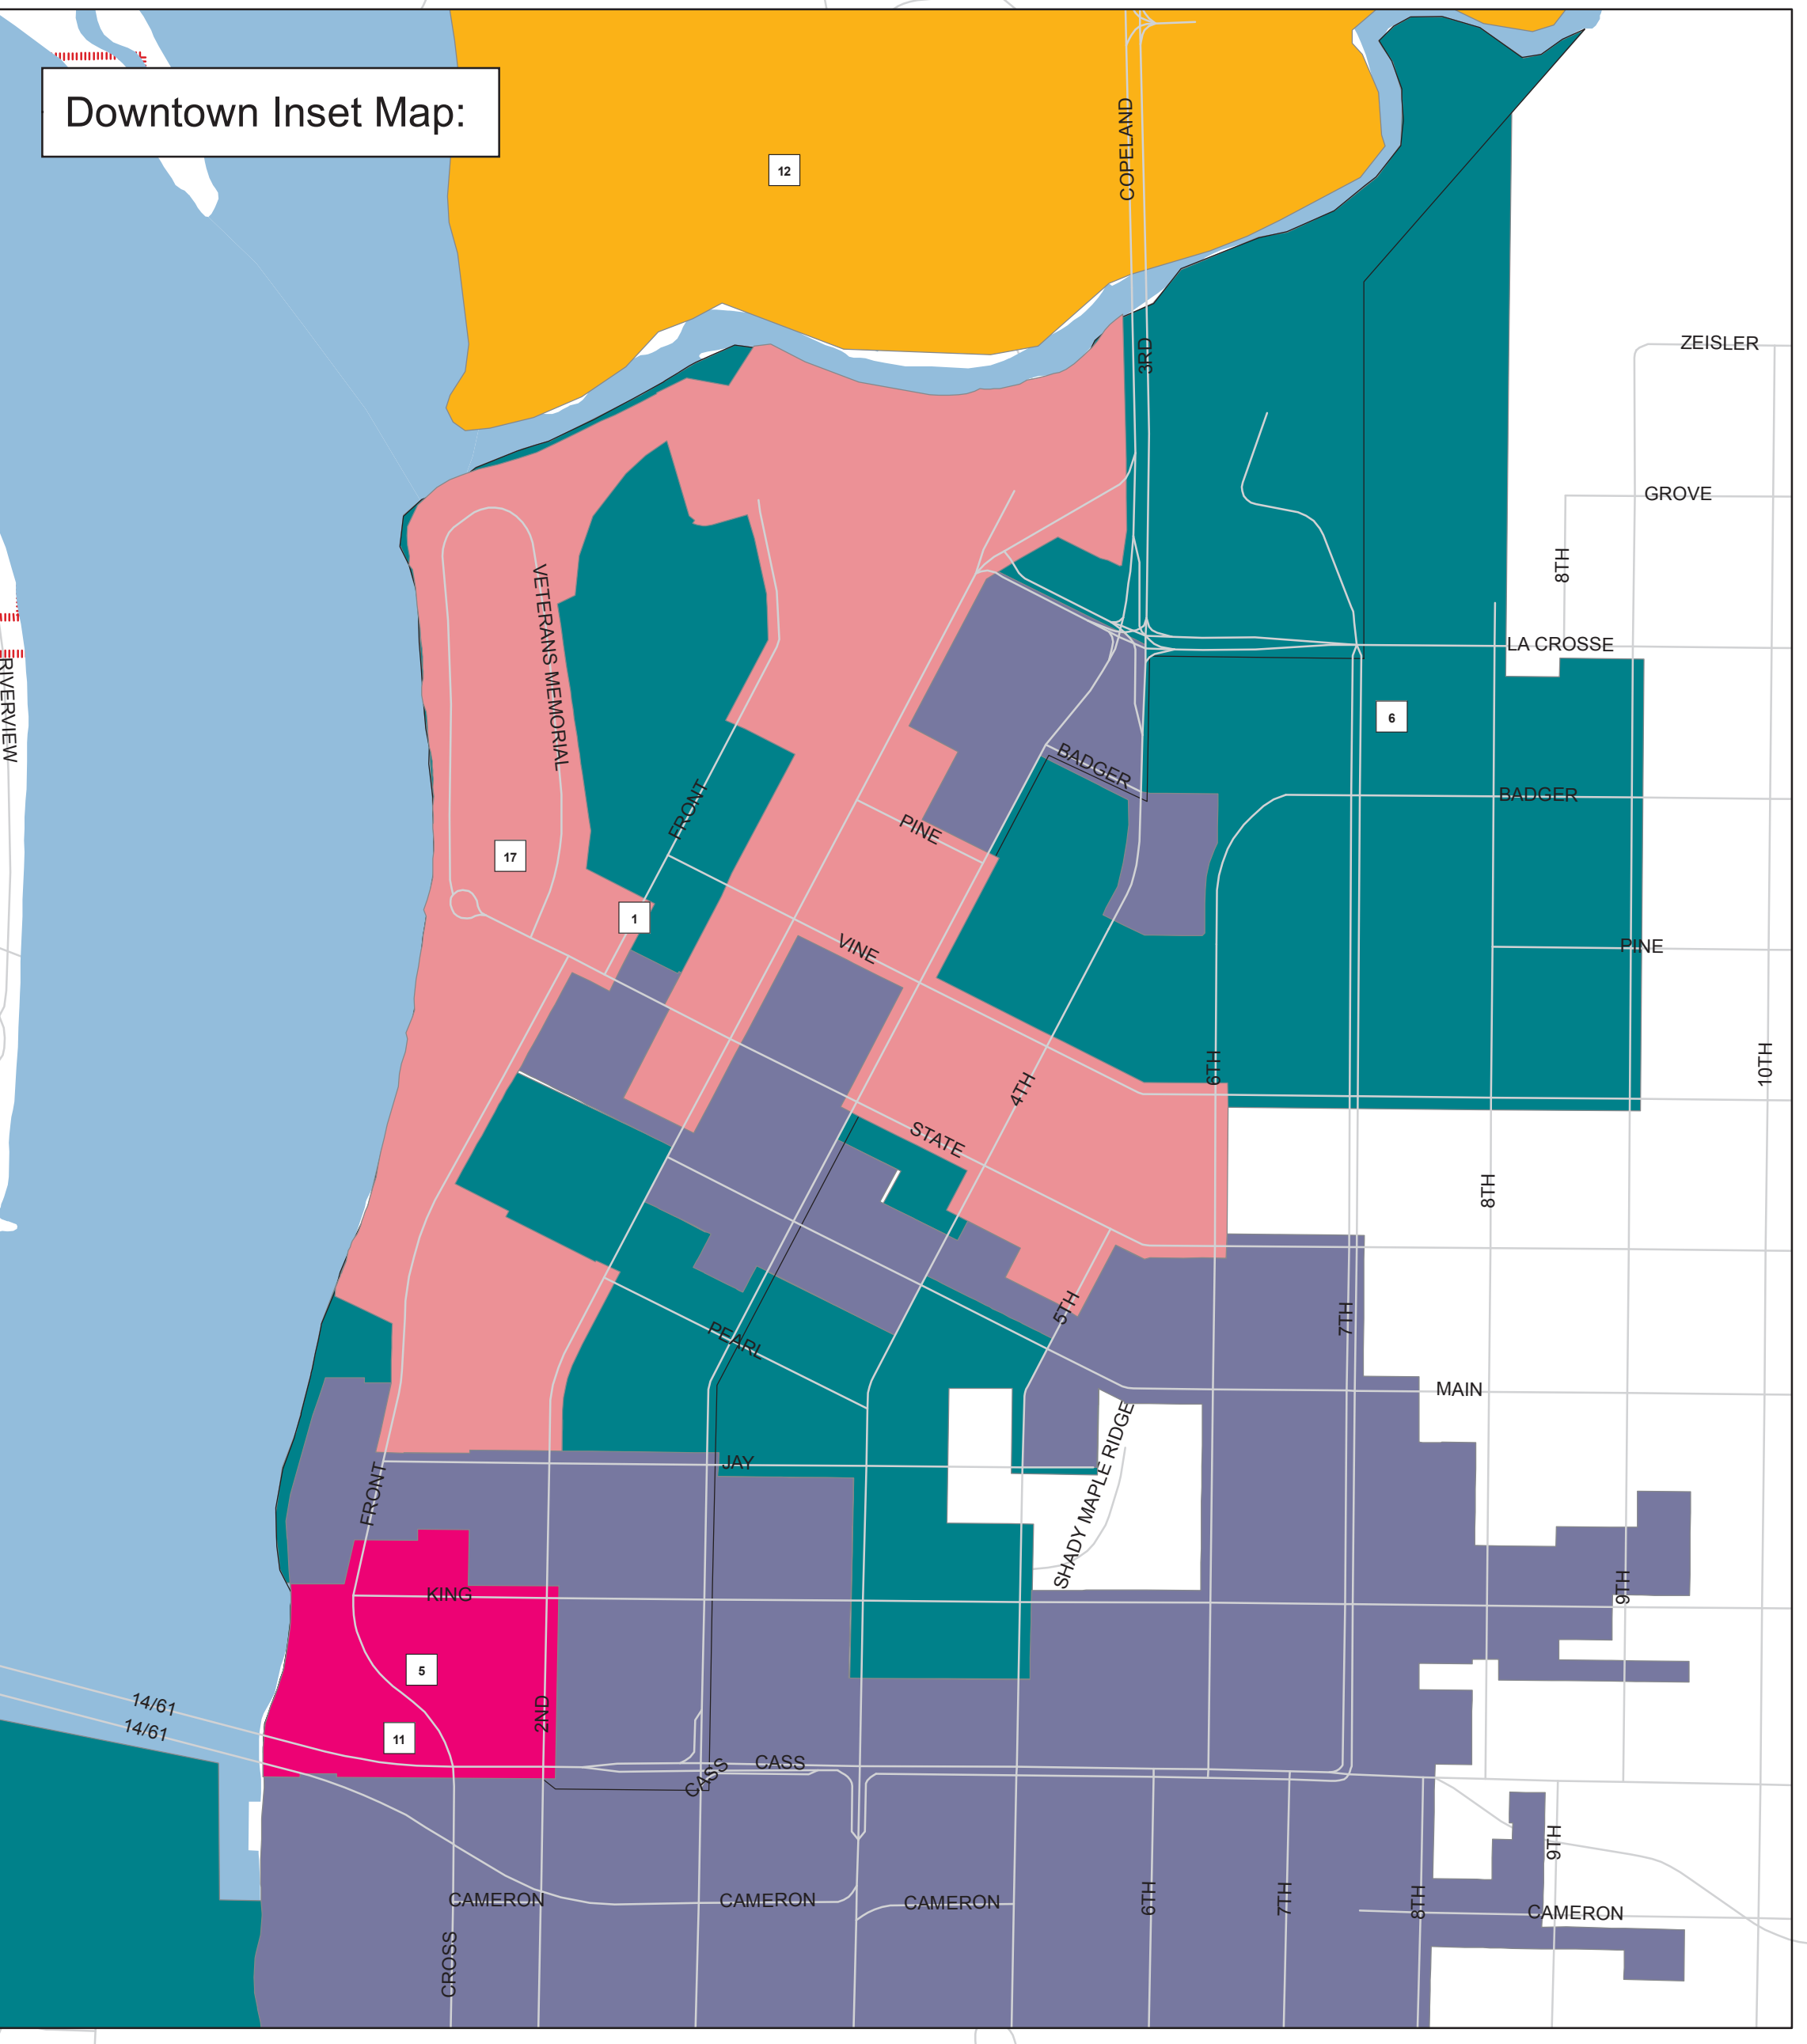 Downtown Inset Map:
COPELAND
12
3RD
ZEISLER
GROVE
8TH
LA CROSSE
VETERANS MEMORIAL
RIVERVIEW
6
BADGER
BADGER
FRONT
PINE
17
1
VINE
PINE
6TH
10TH
4TH
STATE
8TH
5TH
7TH
PEARL
MAIN
JAY
SHADY MAPLE RIDGE
FRONT
KING
9TH
5
14/61
14/61
11
2ND
CASS
CASS
9TH
CAMERON
CAMERON
CAMERON
6TH
7TH
8TH
CAMERON
CROSS